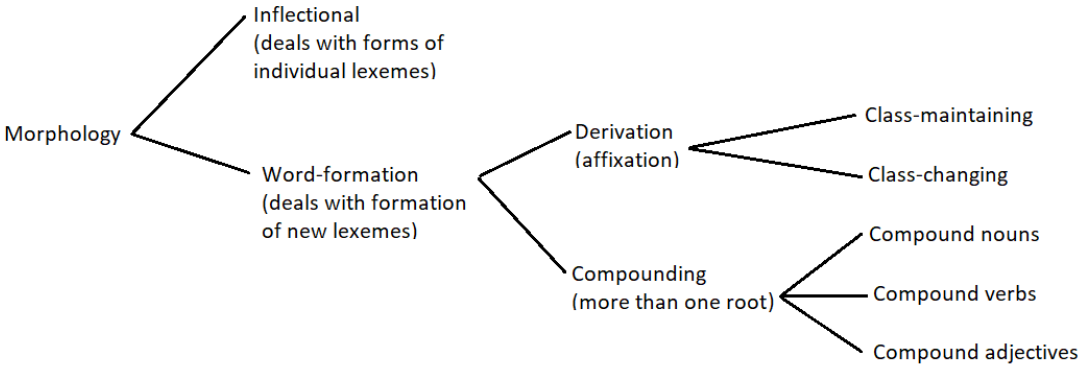 Inflectional
(deals with forms of
individual lexemes)
Morphology
Word-formation
(deals with formation
of new lexemes)
Derivation
(affixation)
Compounding
(more than one root)
Class-maintaining
Class-changing
Compound nouns
Compound verbs
Compound adjectives